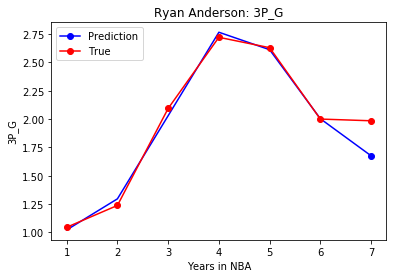 Ryan Anderson: 3P_G
Prediction
True
3P_G
2.75
2.50
2.25
2.00
1.75
1.50
1.25
1.00
1 2 3 4 5 6 7
Years in NBA